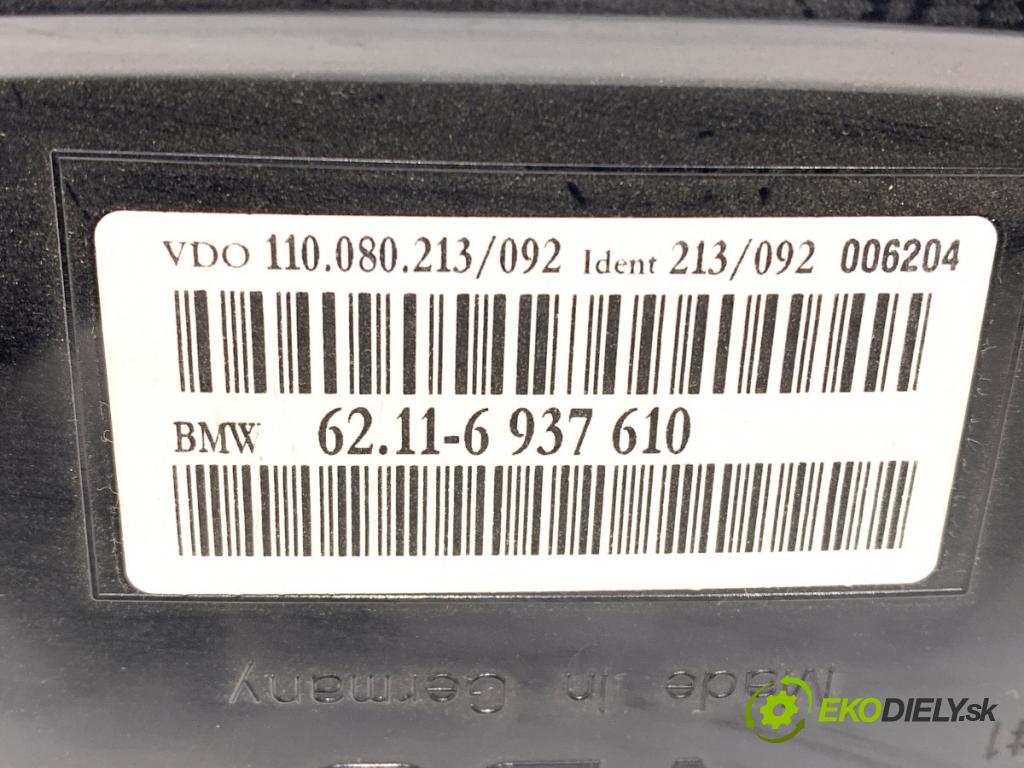 VDO 110.080.213/092 Ident 213/092 006204
BMW 62.11-6 937 610
Made in Germany
EKODIELY.sk
#1